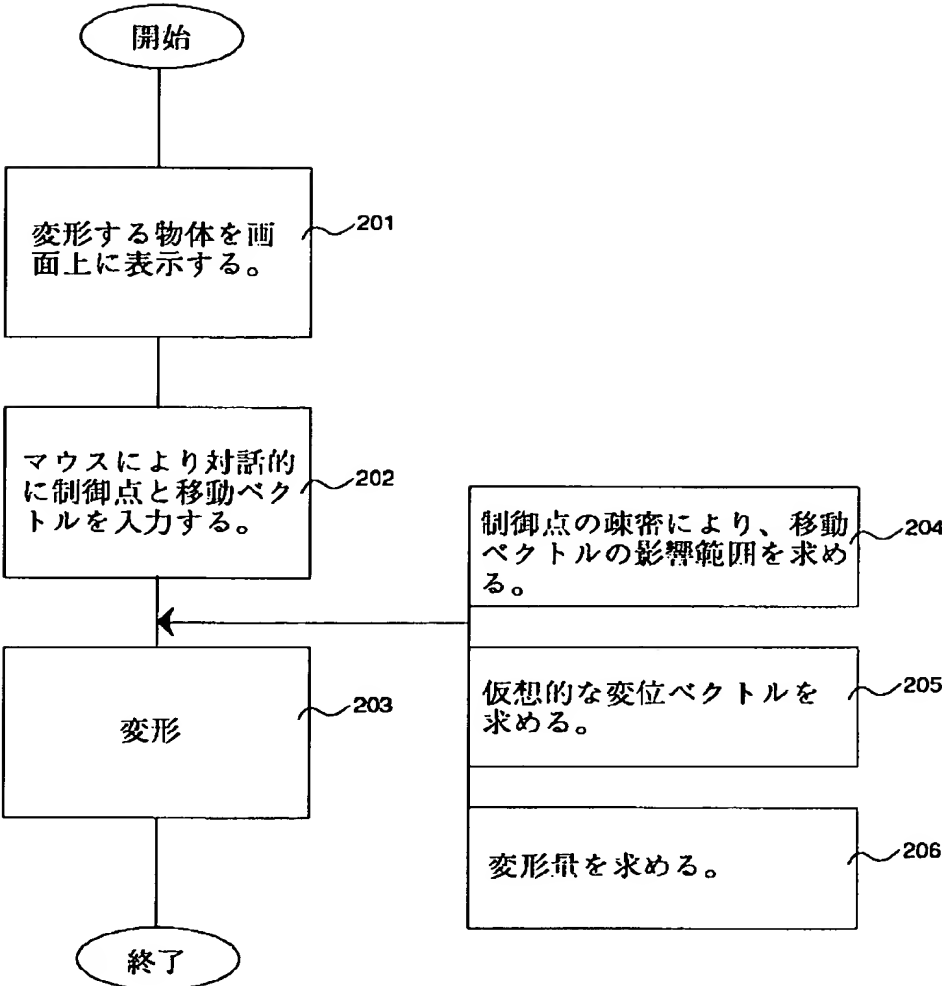 開始
変形する物体を画
面上に表示する。
201
マウスにより対話的
に制御点と移動ベク
トルを入力する。
202
制御点の疎密により、移動
ベクトルの影響範囲を求め
る。
204
変形
203
仮想的な変位ベクトルを
求める。
205
変形量を求める。
206
終了